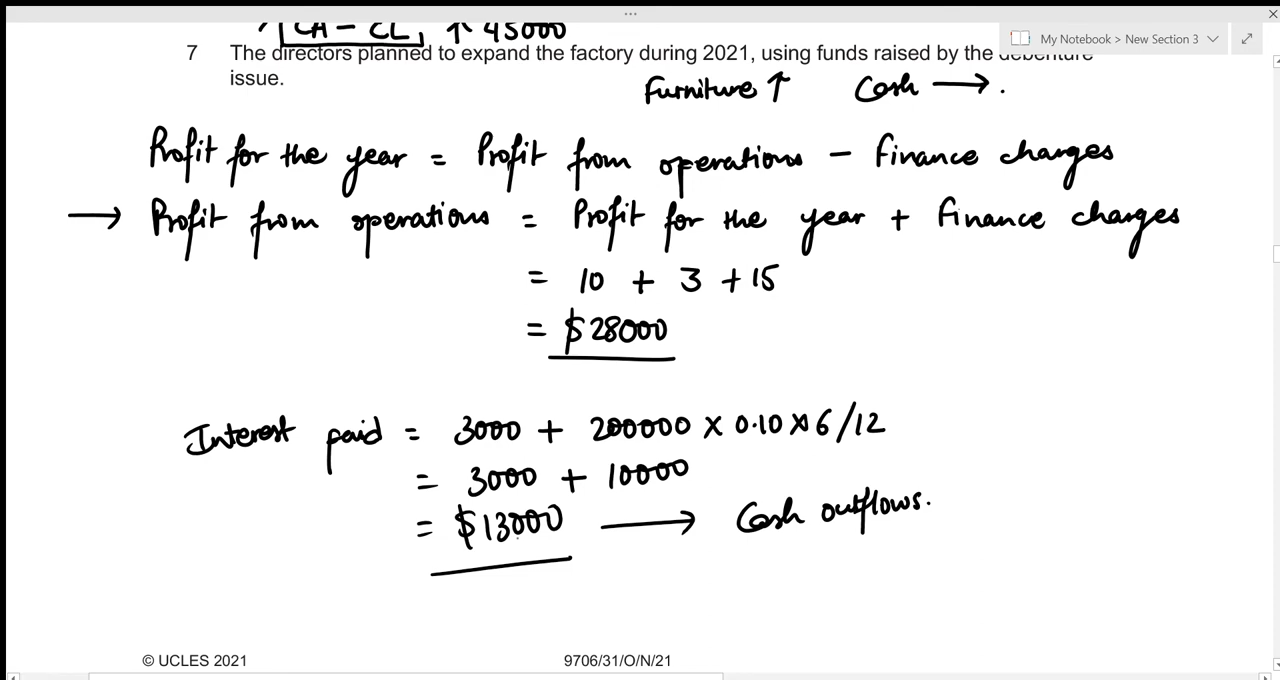 CA - CL ↑ 45000
My Notebook > New Section 3
7 The directors planned to expand the factory during 2021, using funds raised by the debenture
issue.
Furniture ↑ Cash →.
Profit for the year = Profit from operations - Finance charges
→ Profit from operations = Profit for the year + Finance charges
= 10 + 3 + 15
= $28000
Interest paid = 3000 + 200000 x 0.10 x 6/12
= 3000 + 10000
= $13000 → Cash outflows.
© UCLES 2021 9706/31/O/N/21